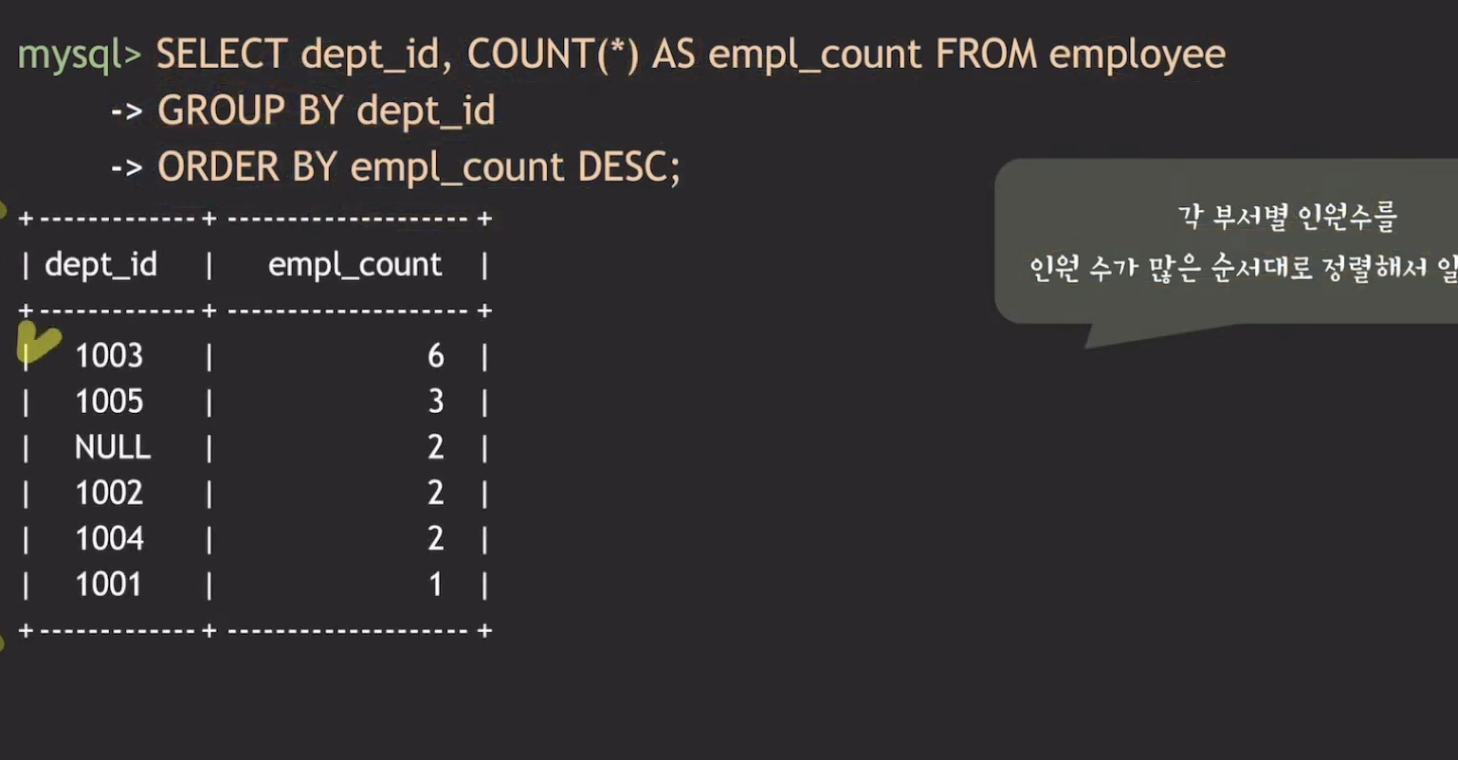 mysql> SELECT dept_id, COUNT(*) AS empl_count FROM employee
-> GROUP BY dept_id
-> ORDER BY empl_count DESC;
+-------------+--------------------+
| dept_id | empl_count |
+-------------+--------------------+
| 1003 | 6 |
| 1005 | 3 |
| NULL | 2 |
| 1002 | 2 |
| 1004 | 2 |
| 1001 | 1 |
+-------------+--------------------+
각 부서별 인원수를
인원 수가 많은 순서대로 정렬해서